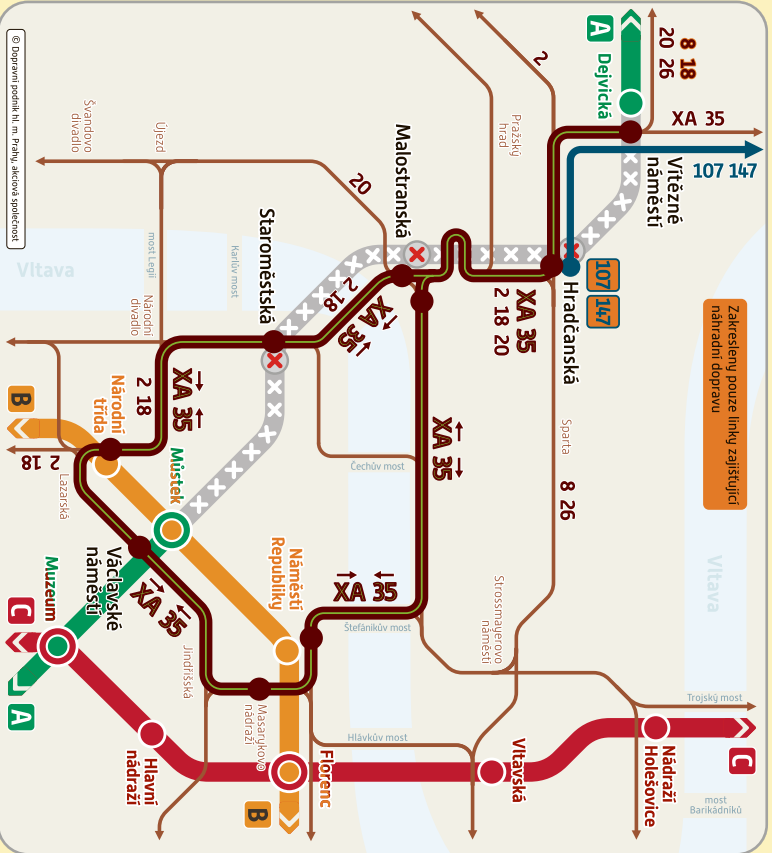 C
Trojský most
Nádraží
Holešovice
most
Barikádníků
Zakresleny pouze linky zajišťující
náhradní dopravu
Vltava
107 147
XA 35
Vítězné
náměstí
8 18
20 26
A
Dejvická
107
147
Hradčanská
Sparta
8 26
2
Pražský
hrad
XA 35
2 18 20
Strossmayerovo
náměstí
Vltavská
Malostranská
XA 35
Čechův most
Štefánikův most
Hlávkův most
20
XA 35
2 18
XA 35
Florenc
B
Staroměstská
Náměstí
Republiky
Masarykovo
nádraží
Karlův most
most Legií
Vltava
Újezd
Švandovo
divadlo
Národní
divadlo
XA 35
2 18
Můstek
Jindřišská
XA 35
Národní
třída
Václavské
náměstí
Hlavní
nádraží
Lazarská
2 18
Muzeum
B
C
A
© Dopravní podnik hl. m. Prahy, akciová společnost